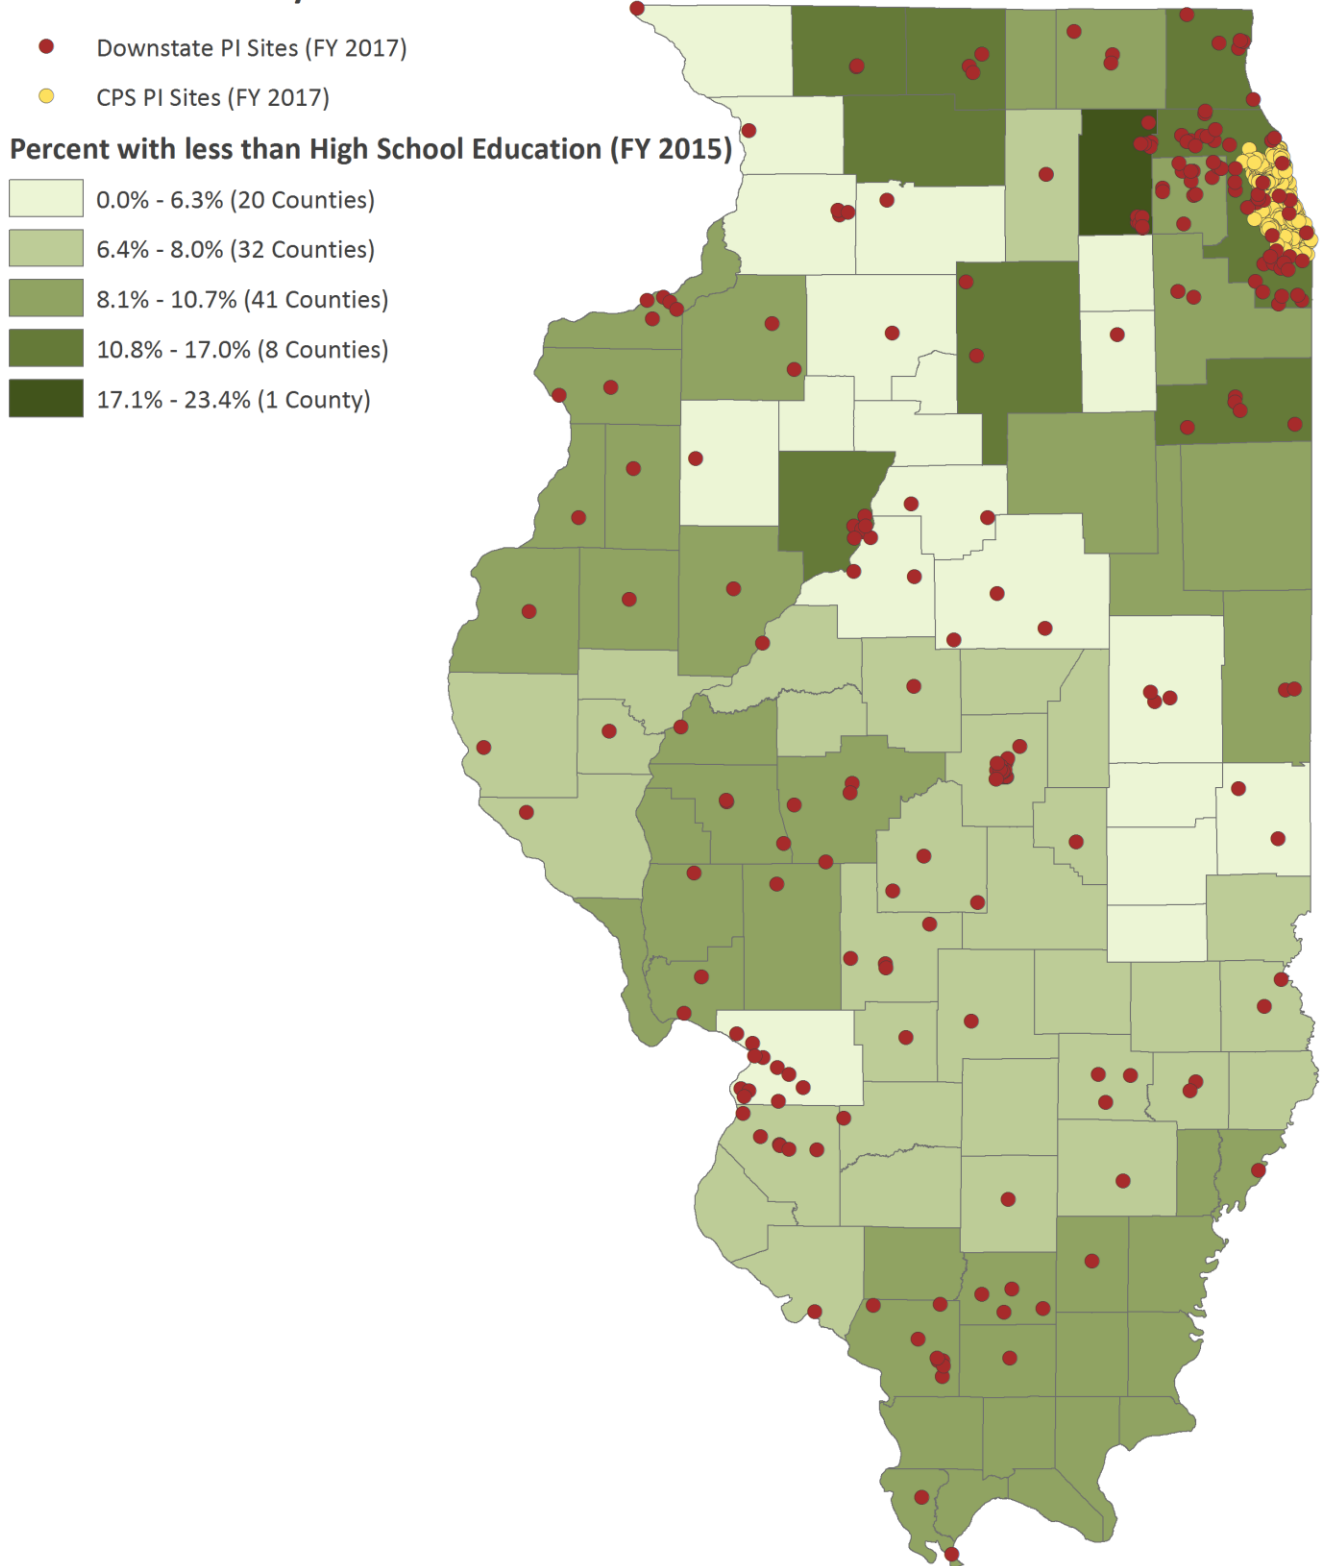 Downstate PI Sites (FY 2017)
CPS PI Sites (FY 2017)
Percent with less than High School Education (FY 2015)
0.0% - 6.3% (20 Counties)
6.4% - 8.0% (32 Counties)
8.1% - 10.7% (41 Counties)
10.8% - 17.0% (8 Counties)
17.1% - 23.4% (1 County)